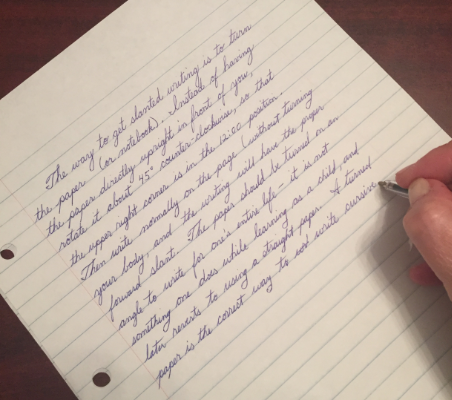 The way to get slanted writing is to turn
the paper (or notebook). Instead of having
the paper directly upright in front of you,
rotate it about 45° counter-clockwise, so that
the upper right corner is in the 12:00 position.
Then write normally on the page (without turning
your body, and the writing will have the paper
forward slant. The paper should be turned on an
angle to write for one's entire life – it is not
something one does while learning as a child, and
later reverts to using a straight paper. A turned
paper is the correct way to write cursive